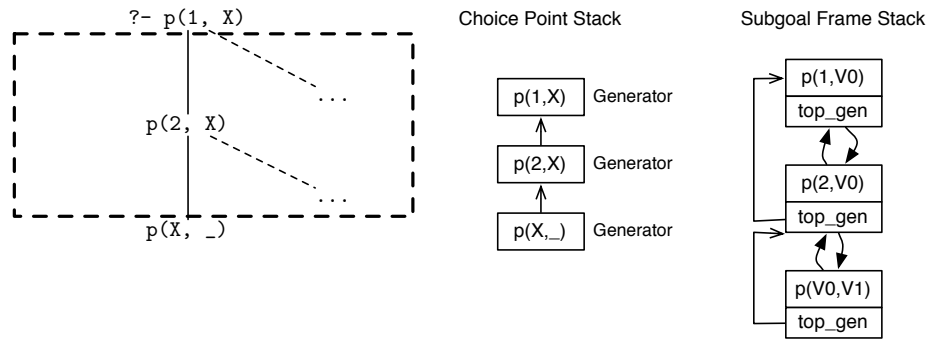 ?- p(1, X)
...
p(2, X)
...
p(X, _)
Choice Point Stack
p(1,X) Generator
p(2,X) Generator
p(X,_) Generator
Subgoal Frame Stack
p(1,V0)
top_gen
p(2,V0)
top_gen
p(V0,V1)
top_gen